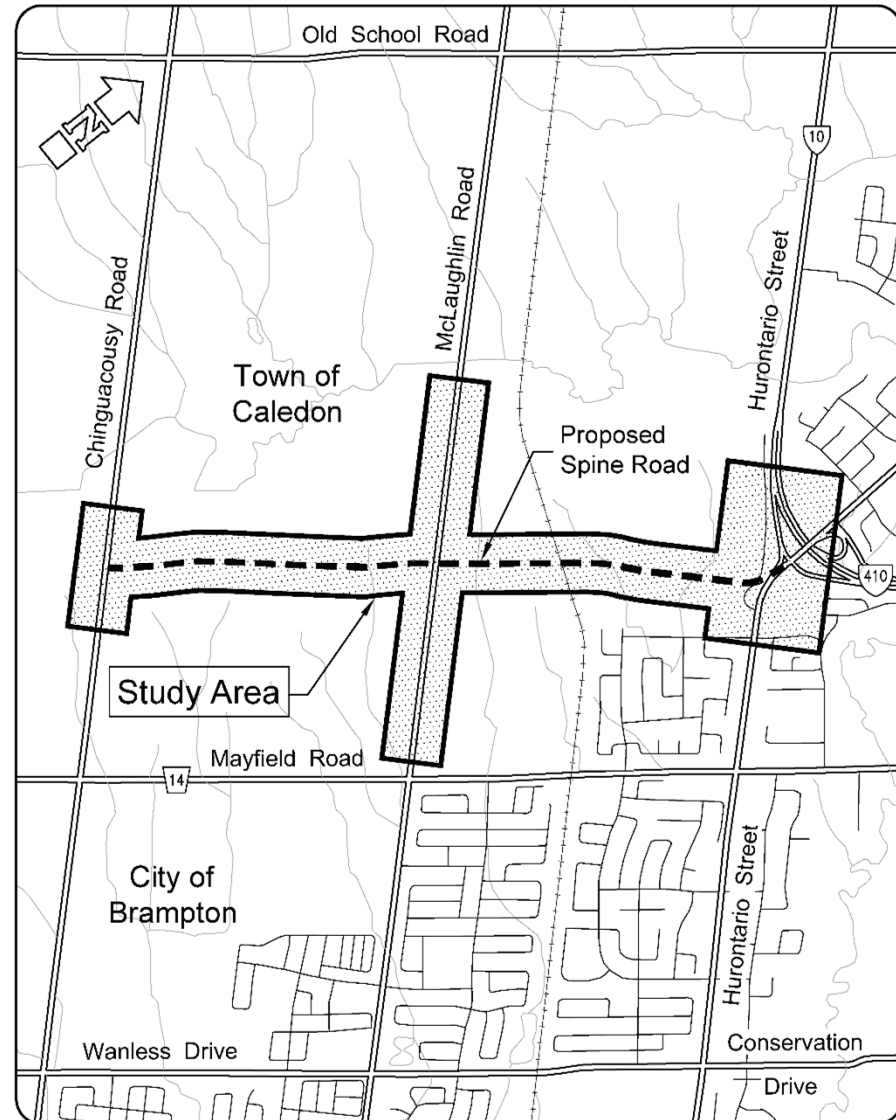 Old School Road
N
10
Chinguacousy Road
McLaughlin Road
Hurontario Street
Town of
Caledon
Proposed
Spine Road
410
Study Area
Mayfield Road
14
City of
Brampton
Hurontario Street
Wanless Drive
Conservation
Drive